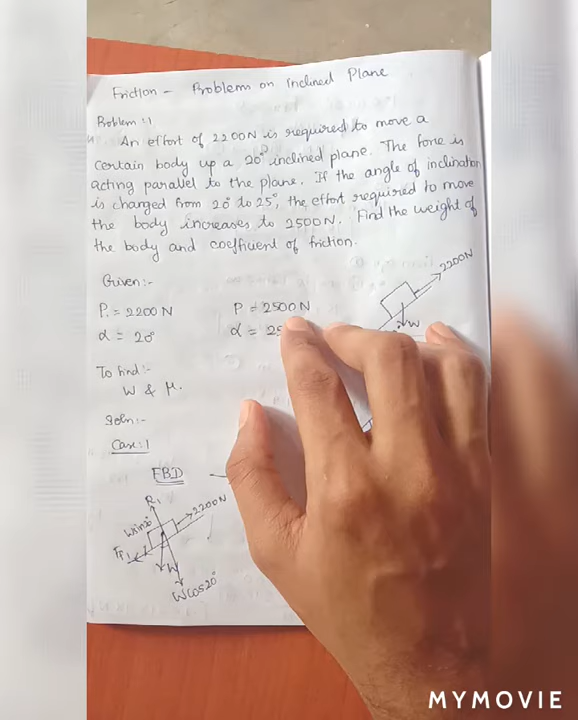 Friction - Problem on Inclined Plane
Problem :1
An effort of 2200N is required to move a
certain body up a 20° inclined plane. The force is
acting parallel to the plane. If the angle of inclination
is changed from 20° to 25°, the effort required to move
the body increases to 2500N. Find the weight of
the body and coefficient of friction.
Given:-
P = 2200 N P = 2500N
α = 20° α = 25
2200N
W
To find:-
W & μ.
Soln:-
Case:1
FBD
R1
2200N
W
Wcos20°
MYMOVIE